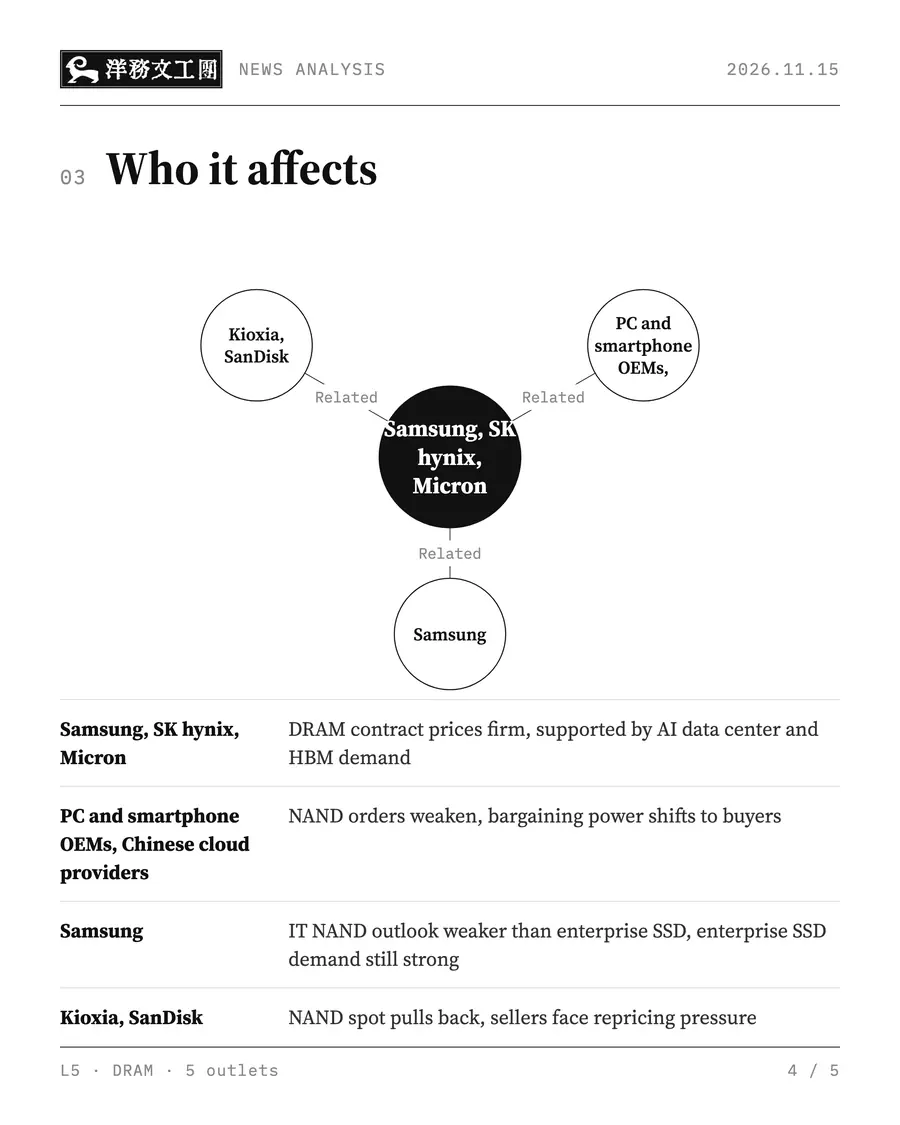 洋務文工團 NEWS ANALYSIS 2026.11.15
03 Who it affects
Kioxia,
SanDisk
PC and
smartphone
OEMs,
Related
Related
Samsung, SK
hynix,
Micron
Related
Samsung
Samsung, SK hynix,
Micron
DRAM contract prices firm, supported by AI data center and
HBM demand
PC and smartphone
OEMs, Chinese cloud
providers
NAND orders weaken, bargaining power shifts to buyers
Samsung
IT NAND outlook weaker than enterprise SSD, enterprise SSD
demand still strong
Kioxia, SanDisk
NAND spot pulls back, sellers face repricing pressure
L5 · DRAM · 5 outlets
4 / 5